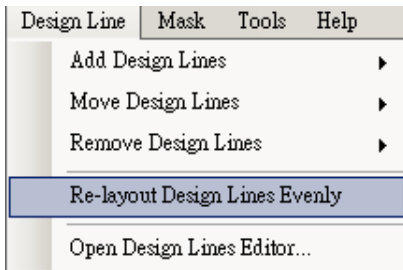 Design Line Mask Tools Help
Add Design Lines
Move Design Lines
Remove Design Lines
Re-layout Design Lines Evenly
Open Design Lines Editor...